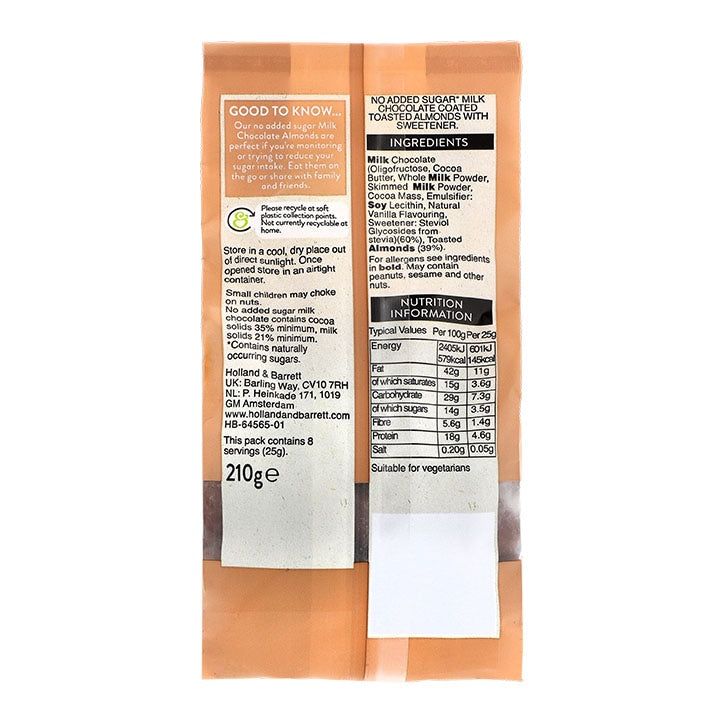 GOOD TO KNOW...
Our no added sugar Milk
Chocolate Almonds are
perfect if you're monitoring
or trying to reduce your
sugar intake. Eat them on
the go or share with family
and friends.
Please recycle at soft
plastic collection points.
Not currently recyclable at
home.
Store in a cool, dry place out
of direct sunlight. Once
opened store in an airtight
container.
Small children may choke
on nuts.
No added sugar milk
chocolate contains cocoa
solids 35% minimum, milk
solids 21% minimum.
*Contains naturally
occurring sugars.
Holland & Barrett
UK: Barling Way, CV10 7RH
NL: P. Heinkade 171, 1019
GM Amsterdam
www.hollandandbarrett.com
HB-64565-01
This pack contains 8
servings (25g).
210g℮
NO ADDED SUGAR* MILK
CHOCOLATE COATED
TOASTED ALMONDS WITH
SWEETENER.
INGREDIENTS
Milk Chocolate
(Oligofructose, Cocoa
Butter, Whole Milk Powder,
Skimmed Milk Powder,
Cocoa Mass, Emulsifier:
Soy Lecithin, Natural
Vanilla Flavouring,
Sweetener: Steviol
Glycosides from
stevia)(60%), Toasted
Almonds (39%).
For allergens see ingredients
in bold. May contain
peanuts, sesame and other
nuts.
NUTRITION
INFORMATION
Typical Values Per 100g Per 25g
Energy 2405kJ 601kJ
579kcal 145kcal
Fat 42g 11g
of which saturates 15g 3.6g
Carbohydrate 29g 7.3g
of which sugars 14g 3.5g
Fibre 5.6g 1.4g
Protein 18g 4.6g
Salt 0.20g 0.05g
Suitable for vegetarians